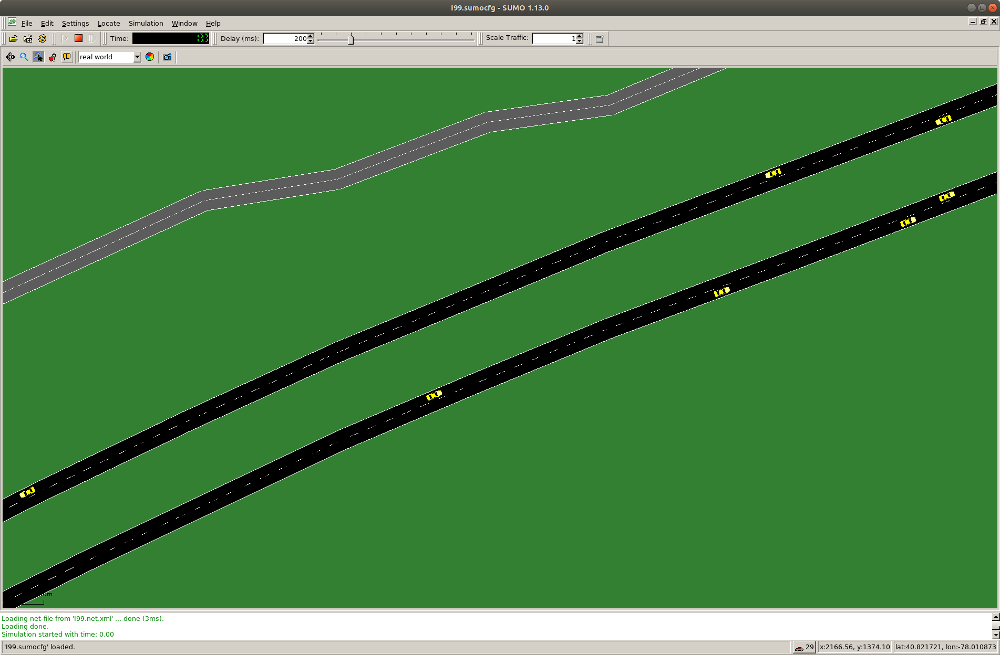 I99.sumocfg - SUMO 1.13.0
File Edit Settings Locate Simulation Window Help
Time: 133 Delay (ms): 200 Scale Traffic: 1
real world
Loading net-file from 'I99.net.xml' ... done (3ms).
Loading done.
Simulation started with time: 0.00
'I99.sumocfg' loaded. 29 x:2166.56, y:1374.10 lat:40.821721, lon:-78.010873